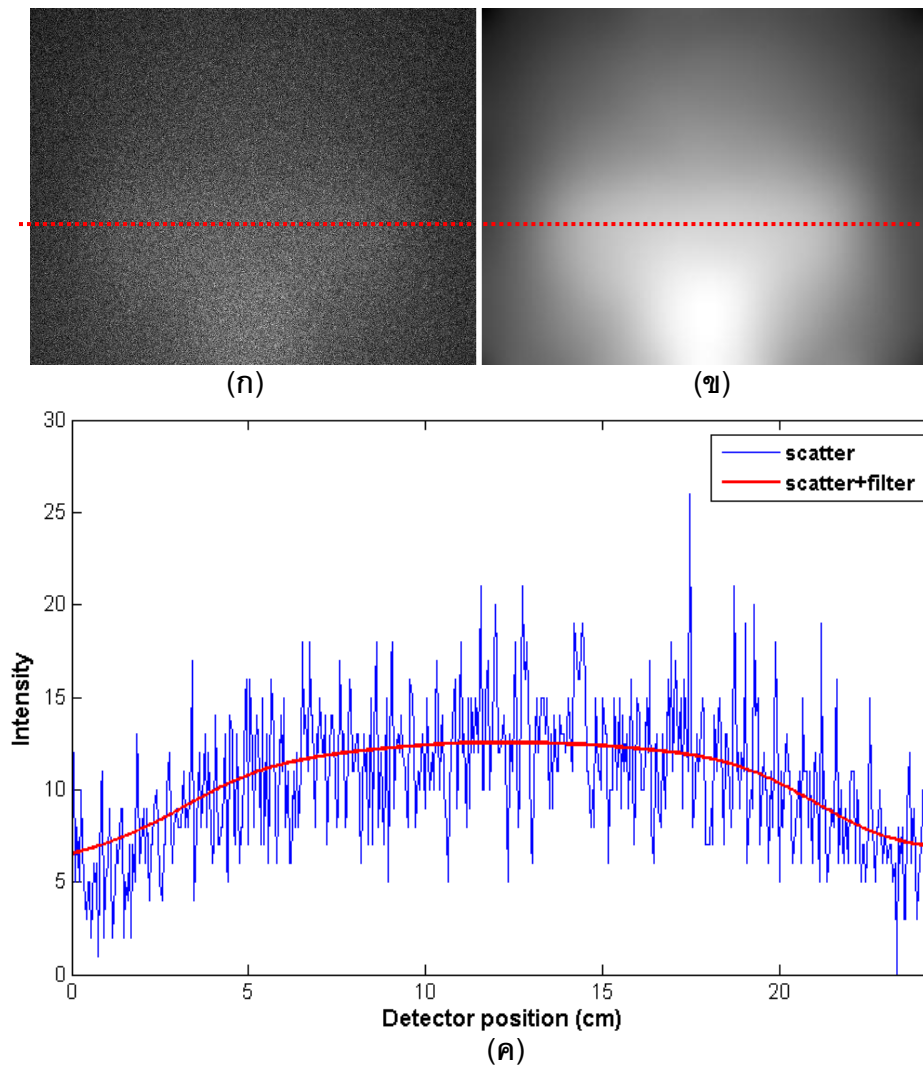 (ก)
(ข)
30
25
20
15
10
5
0
Intensity
scatter
scatter+filter
0 5 10 15 20
Detector position (cm)
(ค)